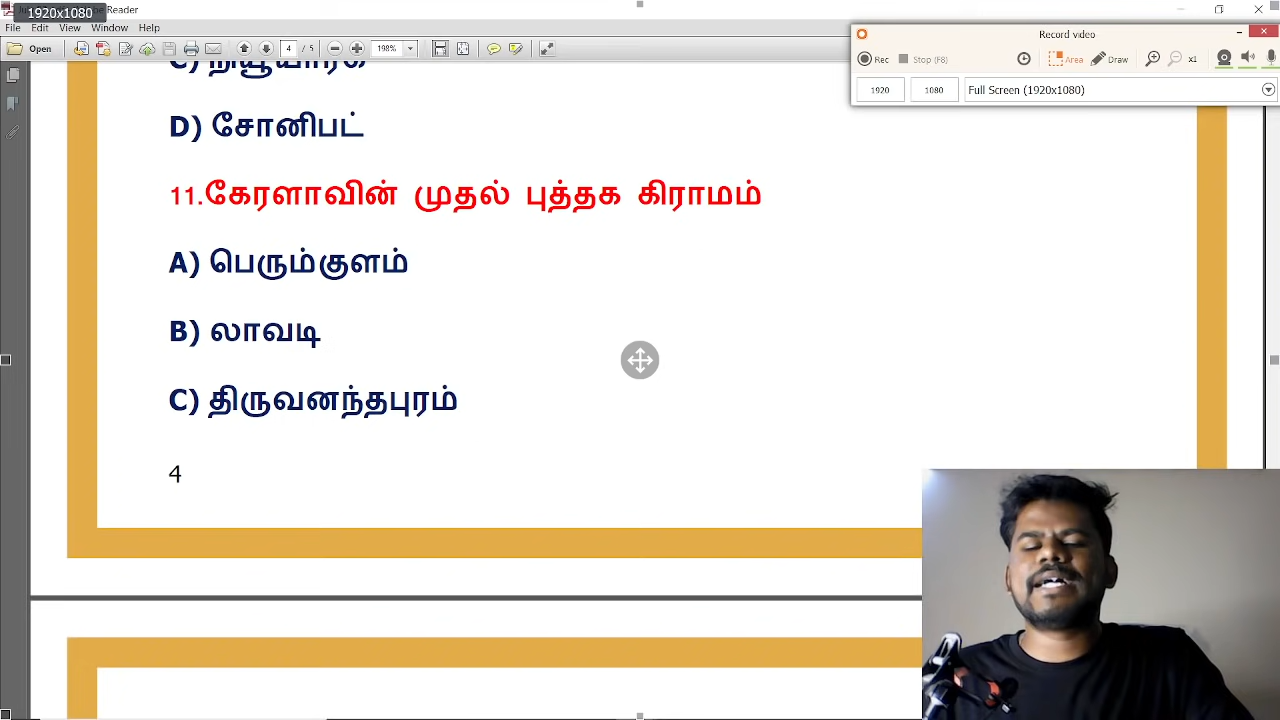 1920x1080
Reader
Record video
File Edit View Window Help
Open
4 / 5
198%
Rec
Stop (F8)
Area
Draw
x1
1920
1080
Full Screen (1920x1080)
D) சோனிபட்
11.கேரளாவின் முதல் புத்தக கிராமம்
A) பெரும்குளம்
B) லாவடி
C) திருவனந்தபுரம்
4